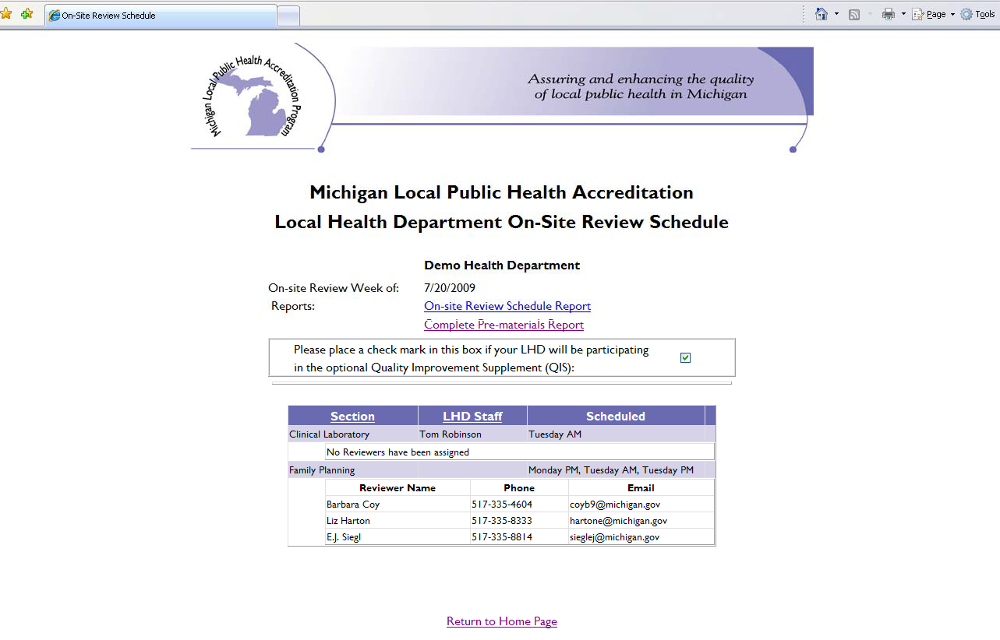 On-Site Review Schedule
Page
Tools
Michigan Local Public Health Accreditation Program
Assuring and enhancing the quality
of local public health in Michigan
Michigan Local Public Health Accreditation
Local Health Department On-Site Review Schedule
Demo Health Department
On-site Review Week of: 7/20/2009
Reports: On-site Review Schedule Report
Complete Pre-materials Report
Please place a check mark in this box if your LHD will be participating
in the optional Quality Improvement Supplement (QIS):
Section LHD Staff Scheduled
Clinical Laboratory Tom Robinson Tuesday AM
No Reviewers have been assigned
Family Planning Monday PM, Tuesday AM, Tuesday PM
Reviewer Name Phone Email
Barbara Coy 517-335-4604 coyb9@michigan.gov
Liz Harton 517-335-8333 hartone@michigan.gov
E.J. Siegl 517-335-8814 sieglej@michigan.gov
Return to Home Page